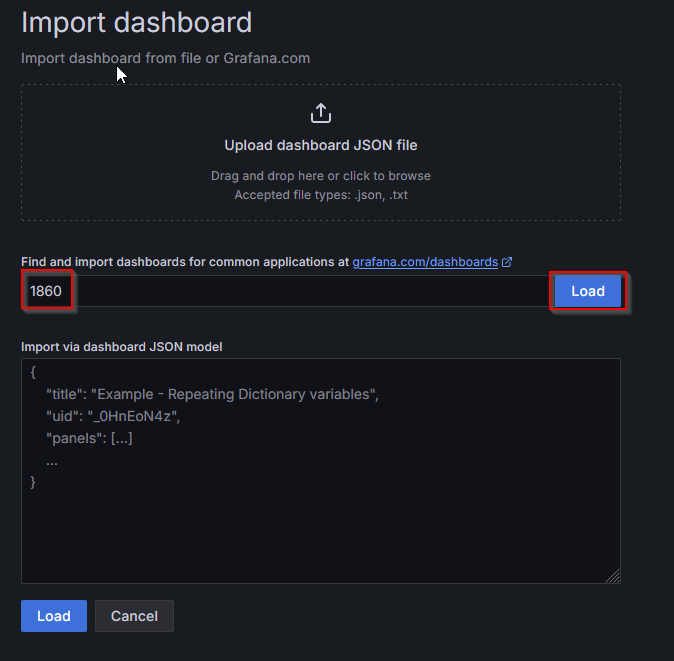 Import dashboard
Import dashboard from file or Grafana.com
Upload dashboard JSON file
Drag and drop here or click to browse
Accepted file types: .json, .txt
Find and import dashboards for common applications at grafana.com/dashboards
1860
Load
Import via dashboard JSON model
{
"title": "Example - Repeating Dictionary variables",
"uid": "_0HnEoN4z",
"panels": [...]
...
}
Load
Cancel